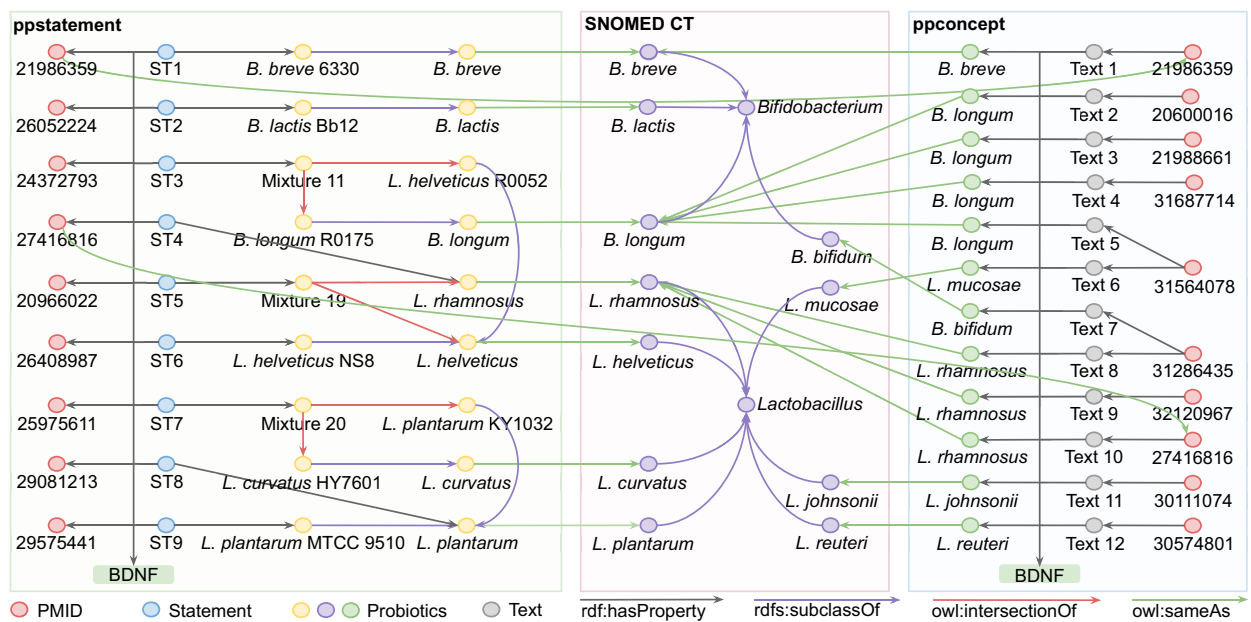 ppstatement
SNOMED CT
ppconcept
21986359 ST1 B. breve 6330 B. breve
B. breve
B. breve Text 1 21986359
26052224 ST2 B. lactis Bb12 B. lactis
B. lactis
Bifidobacterium
B. longum Text 2 20600016
24372793 ST3 Mixture 11 L. helveticus R0052
B. longum Text 3 21988661
B. longum Text 4 31687714
27416816 ST4 B. longum R0175 B. longum
B. longum
B. bifidum
B. longum Text 5
L. mucosae Text 6 31564078
20966022 ST5 Mixture 19 L. rhamnosus
L. rhamnosus
L. mucosae
B. bifidum Text 7
26408987 ST6 L. helveticus NS8 L. helveticus
L. helveticus
L. rhamnosus Text 8 31286435
Lactobacillus
L. rhamnosus Text 9 32120967
25975611 ST7 Mixture 20 L. plantarum KY1032
L. rhamnosus Text 10 27416816
29081213 ST8 L. curvatus HY7601 L. curvatus
L. curvatus
L. johnsonii
L. johnsonii Text 11 30111074
29575441 ST9 L. plantarum MTCC 9510 L. plantarum
L. plantarum
L. reuteri
L. reuteri Text 12 30574801
BDNF
BDNF
PMID Statement Probiotics Text rdf:hasProperty rdfs:subclassOf owl:intersectionOf owl:sameAs